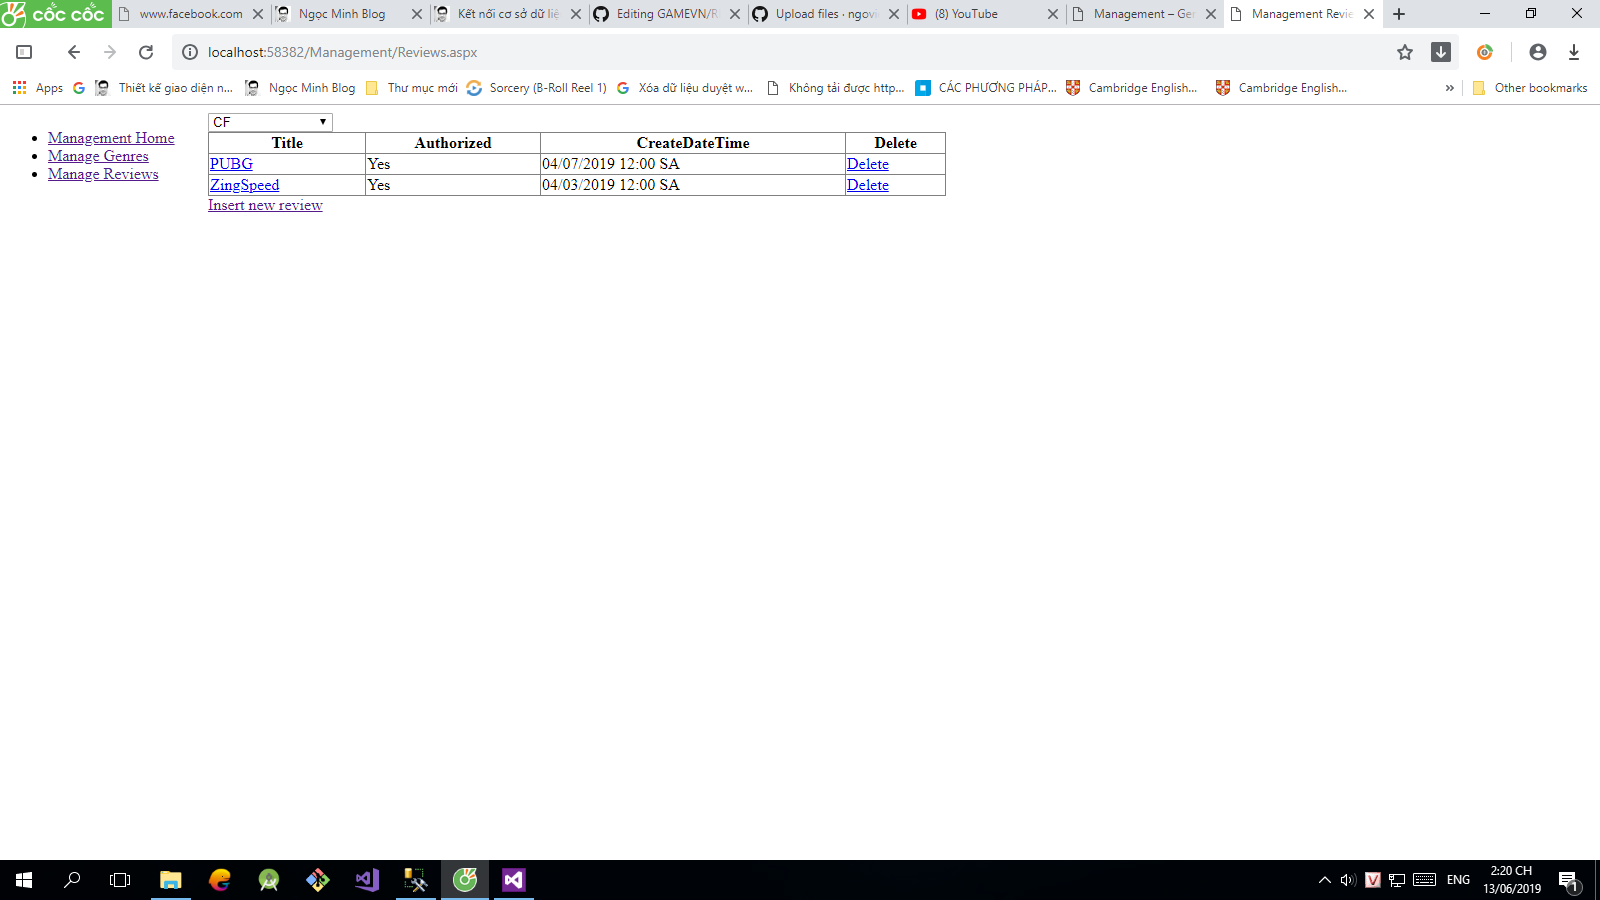 cốc cốc
www.facebook.com
Ngọc Minh Blog
Kết nối cơ sở dữ liệ
Editing GAMEVN/R
Upload files · ngovi
(8) YouTube
Management – Ger
Management Revie
localhost:58382/Management/Reviews.aspx
Apps
Thiết kế giao diện n...
Ngọc Minh Blog
Thư mục mới
Sorcery (B-Roll Reel 1)
Xóa dữ liệu duyệt w...
Không tải được http...
CÁC PHƯƠNG PHÁP...
Cambridge English...
Cambridge English...
»
Other bookmarks
Management Home
Manage Genres
Manage Reviews
CF
Title Authorized CreateDateTime Delete
PUBG Yes 04/07/2019 12:00 SA Delete
ZingSpeed Yes 04/03/2019 12:00 SA Delete
Insert new review
V
ENG
2:20 CH
13/06/2019
1